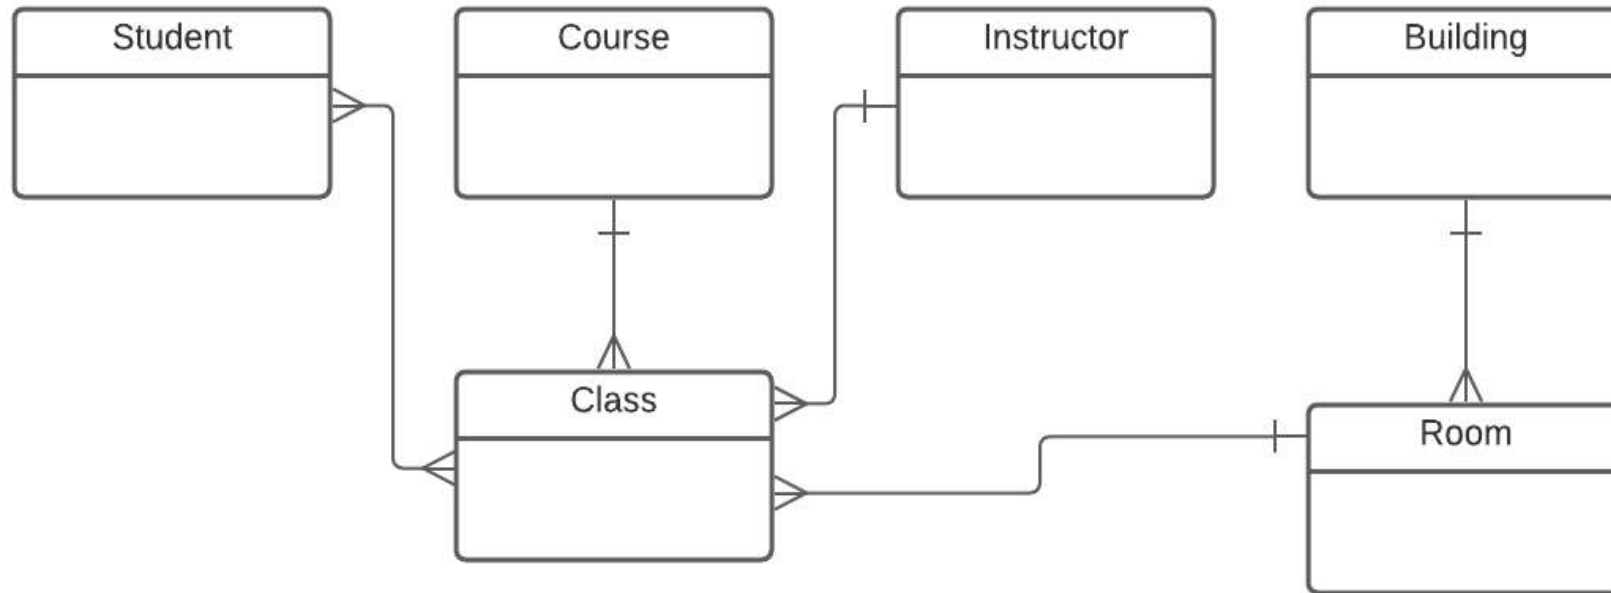 Student
Course
Instructor
Building
Class
Room